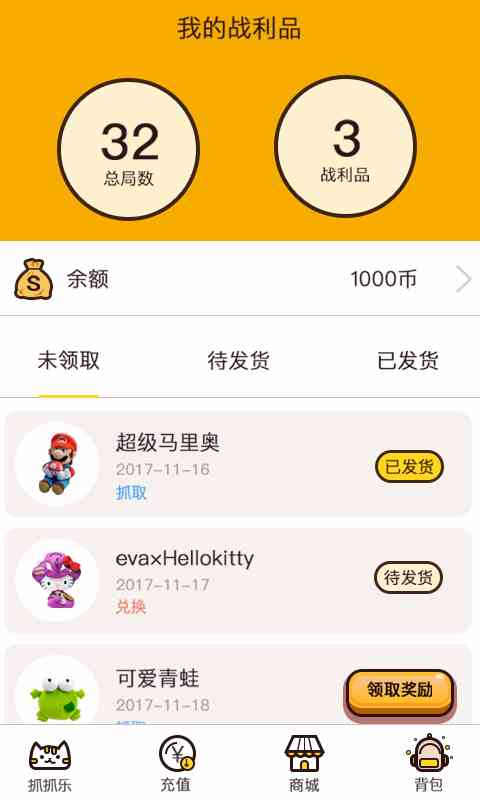 我的战利品
32
总局数
3
战利品
S
余额
1000币
未领取
待发货
已发货
超级马里奥
2017-11-16
抓取
已发货
eva×Hellokitty
2017-11-17
兑换
待发货
可爱青蛙
2017-11-18
领取奖励
抓抓乐
充值
商城
背包